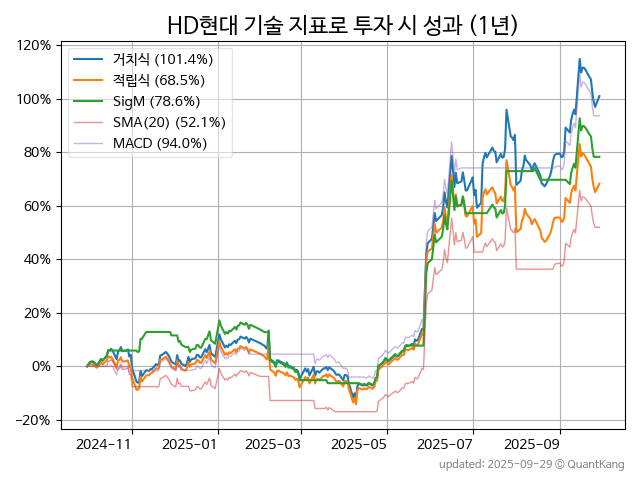 HD현대 기술 지표로 투자 시 성과 (1년)
120%
100%
80%
60%
40%
20%
0%
−20%
거치식 (101.4%)
적립식 (68.5%)
SigM (78.6%)
SMA(20) (52.1%)
MACD (94.0%)
2024−11 2025−01 2025−03 2025−05 2025−07 2025−09
updated: 2025−09−29 © QuantKang